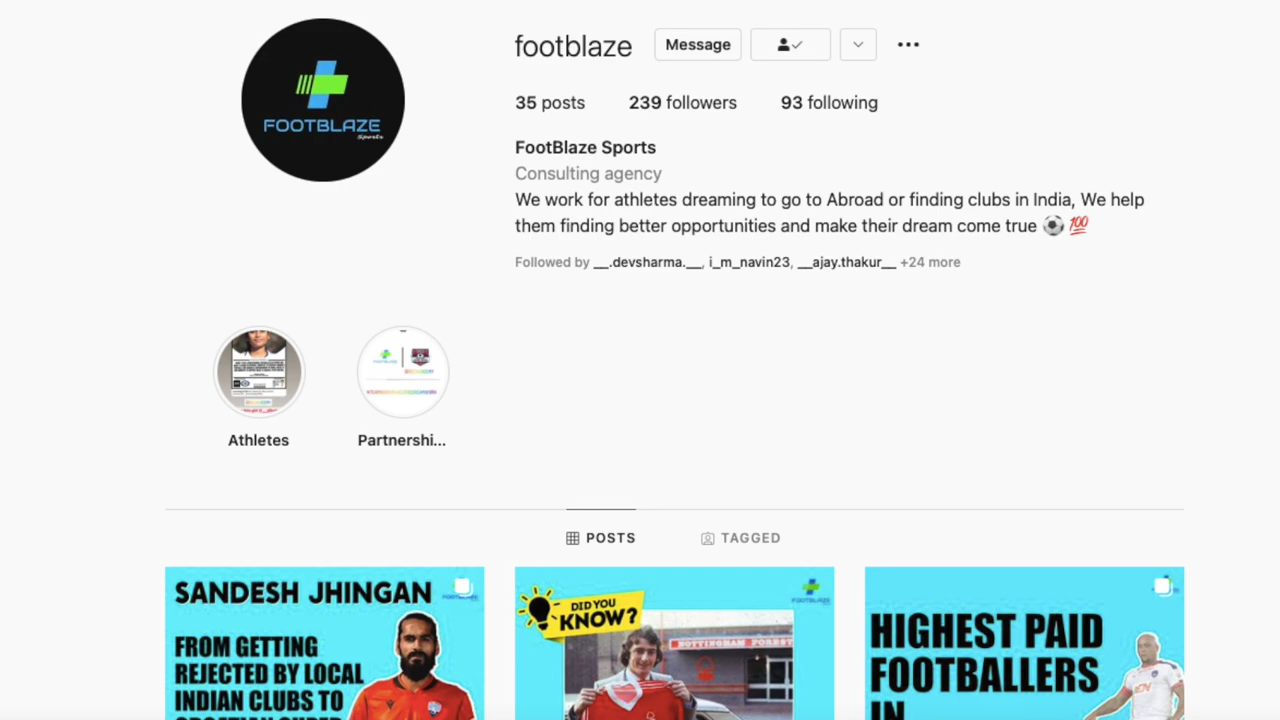 footblaze
Message
35 posts
239 followers
93 following
FootBlaze Sports
Consulting agency
We work for athletes dreaming to go to Abroad or finding clubs in India, We help
them finding better opportunities and make their dream come true ⚽ 💯
Followed by __.devsharma.__, i_m_navin23, __ajay.thakur__ +24 more
FOOTBLAZE
Sports
Athletes
Partnershi...
POSTS
TAGGED
SANDESH JHINGAN
FROM GETTING
REJECTED BY LOCAL
INDIAN CLUBS TO
DID YOU
KNOW?
NOTTINGHAM FOREST
FOOTBLAZE
HIGHEST PAID
FOOTBALLERS
IN